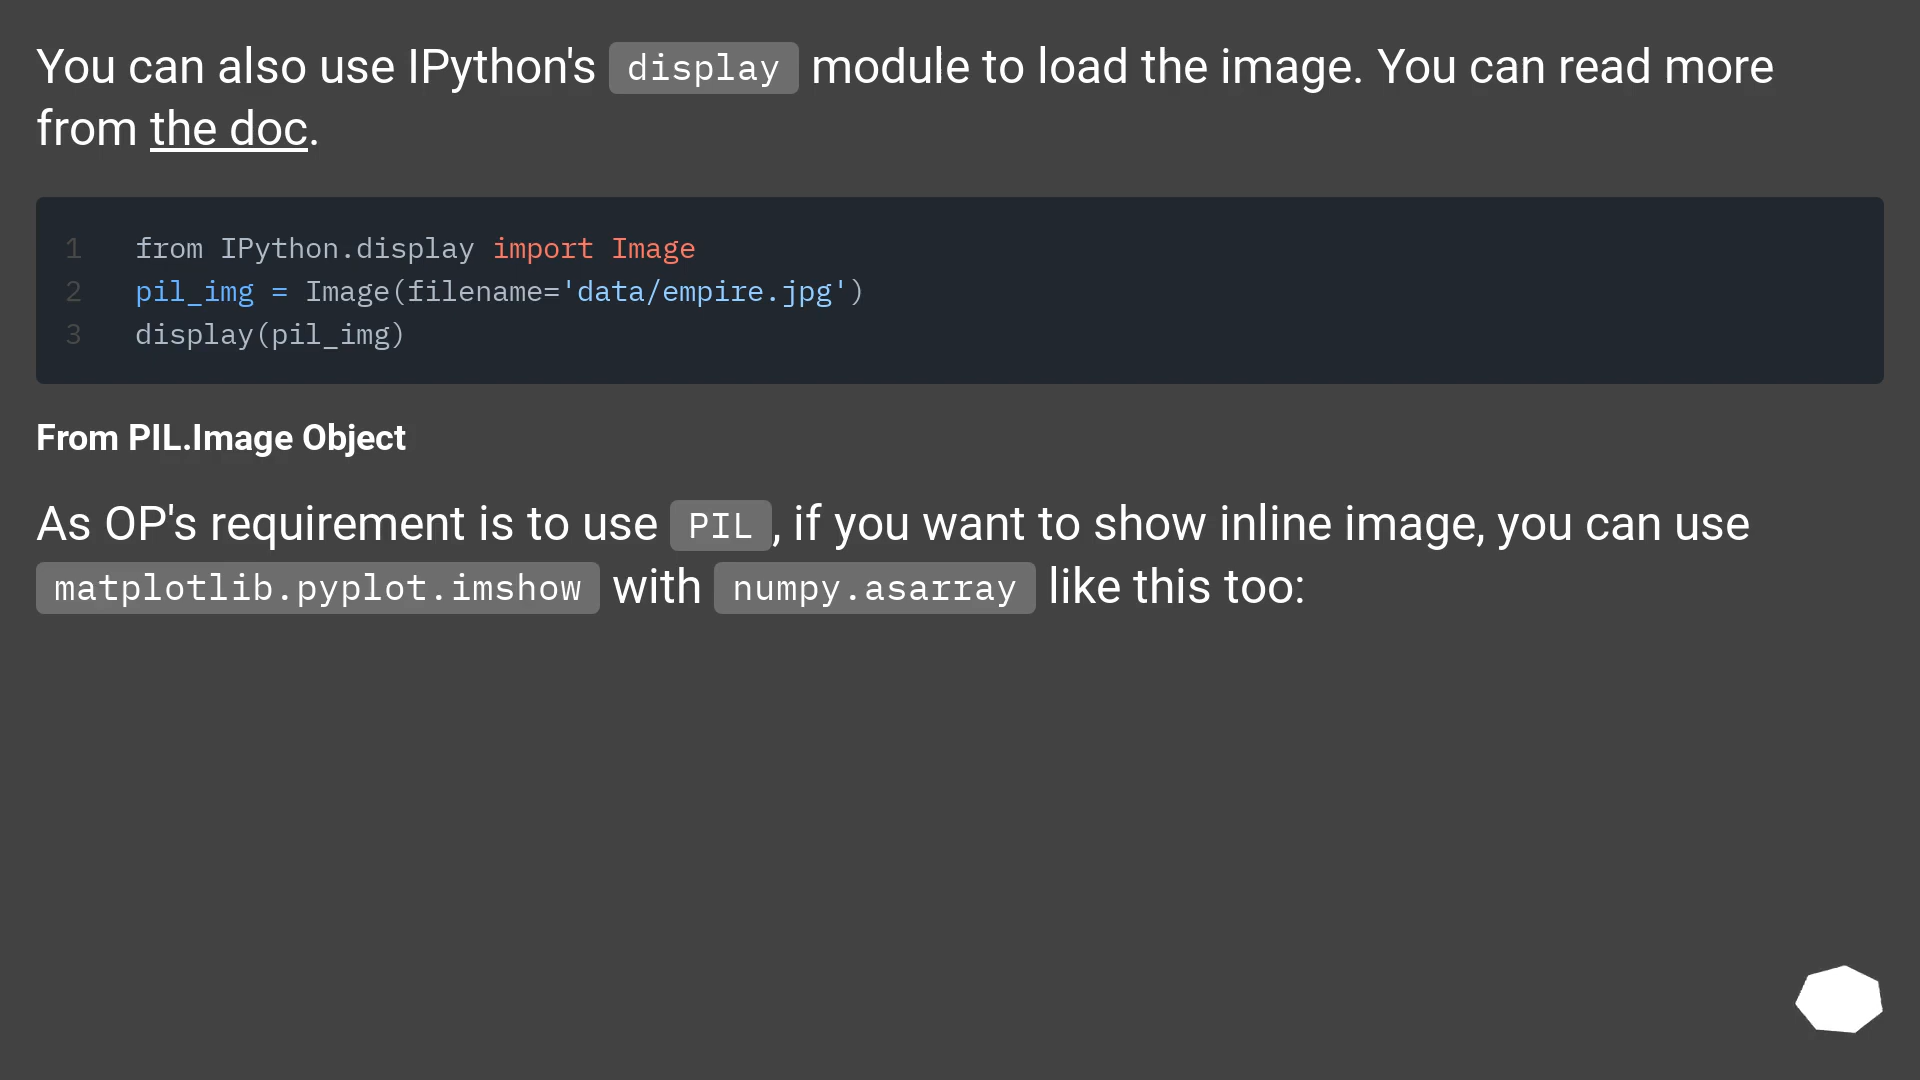 You can also use IPython's display module to load the image. You can read more
from the doc.
1 from IPython.display import Image
2 pil_img = Image(filename='data/empire.jpg')
3 display(pil_img)
From PIL.Image Object
As OP's requirement is to use PIL, if you want to show inline image, you can use
matplotlib.pyplot.imshow with numpy.asarray like this too: